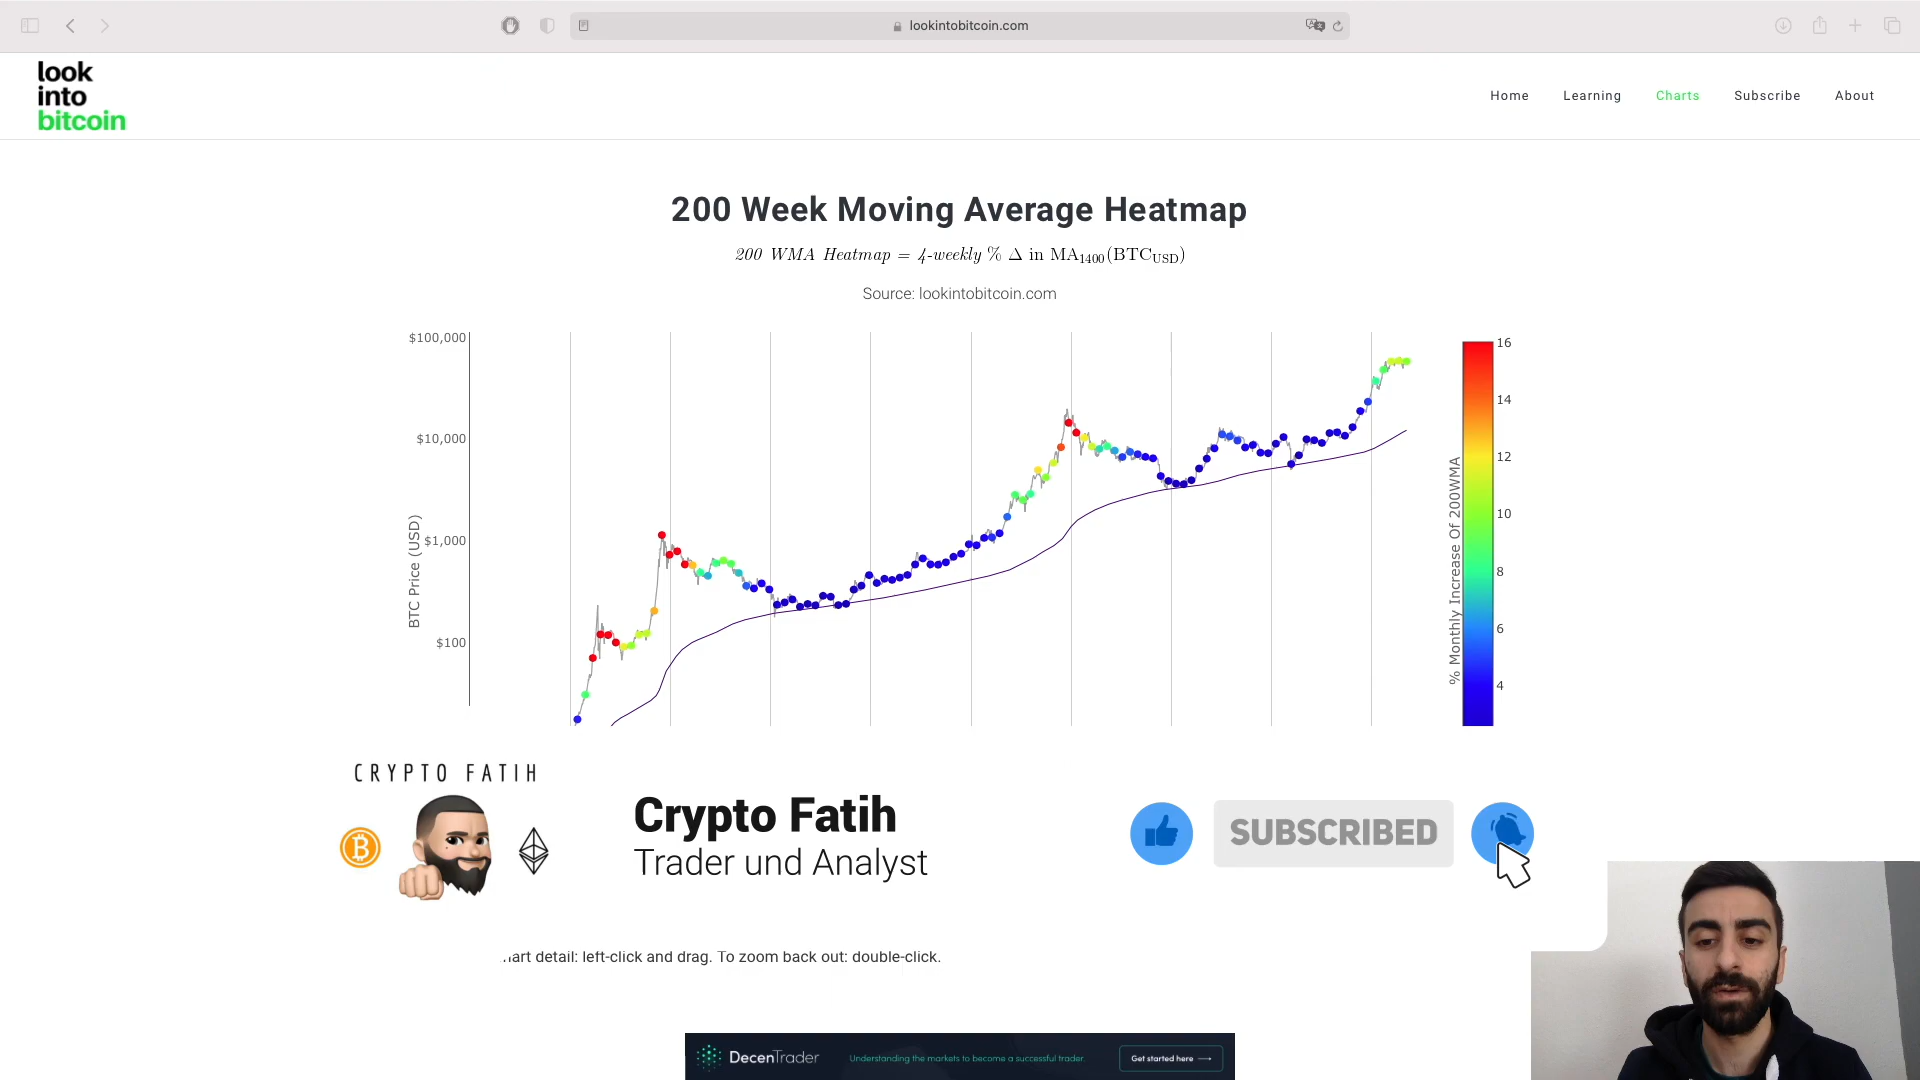 lookintobitcoin.com
look
into
bitcoin
Home Learning Charts Subscribe About
200 Week Moving Average Heatmap
200 WMA Heatmap = 4-weekly % Δ in MA1400(BTCUSD)
Source: lookintobitcoin.com
$100,000
$10,000
$1,000
$100
BTC Price (USD)
16
14
12
10
8
6
4
% Monthly Increase Of 200WMA
CRYPTO FATIH
Crypto Fatih
Trader und Analyst
SUBSCRIBED
detail: left-click and drag. To zoom back out: double-click.
DecenTrader Understanding the markets to become a successful trader. Get started here →